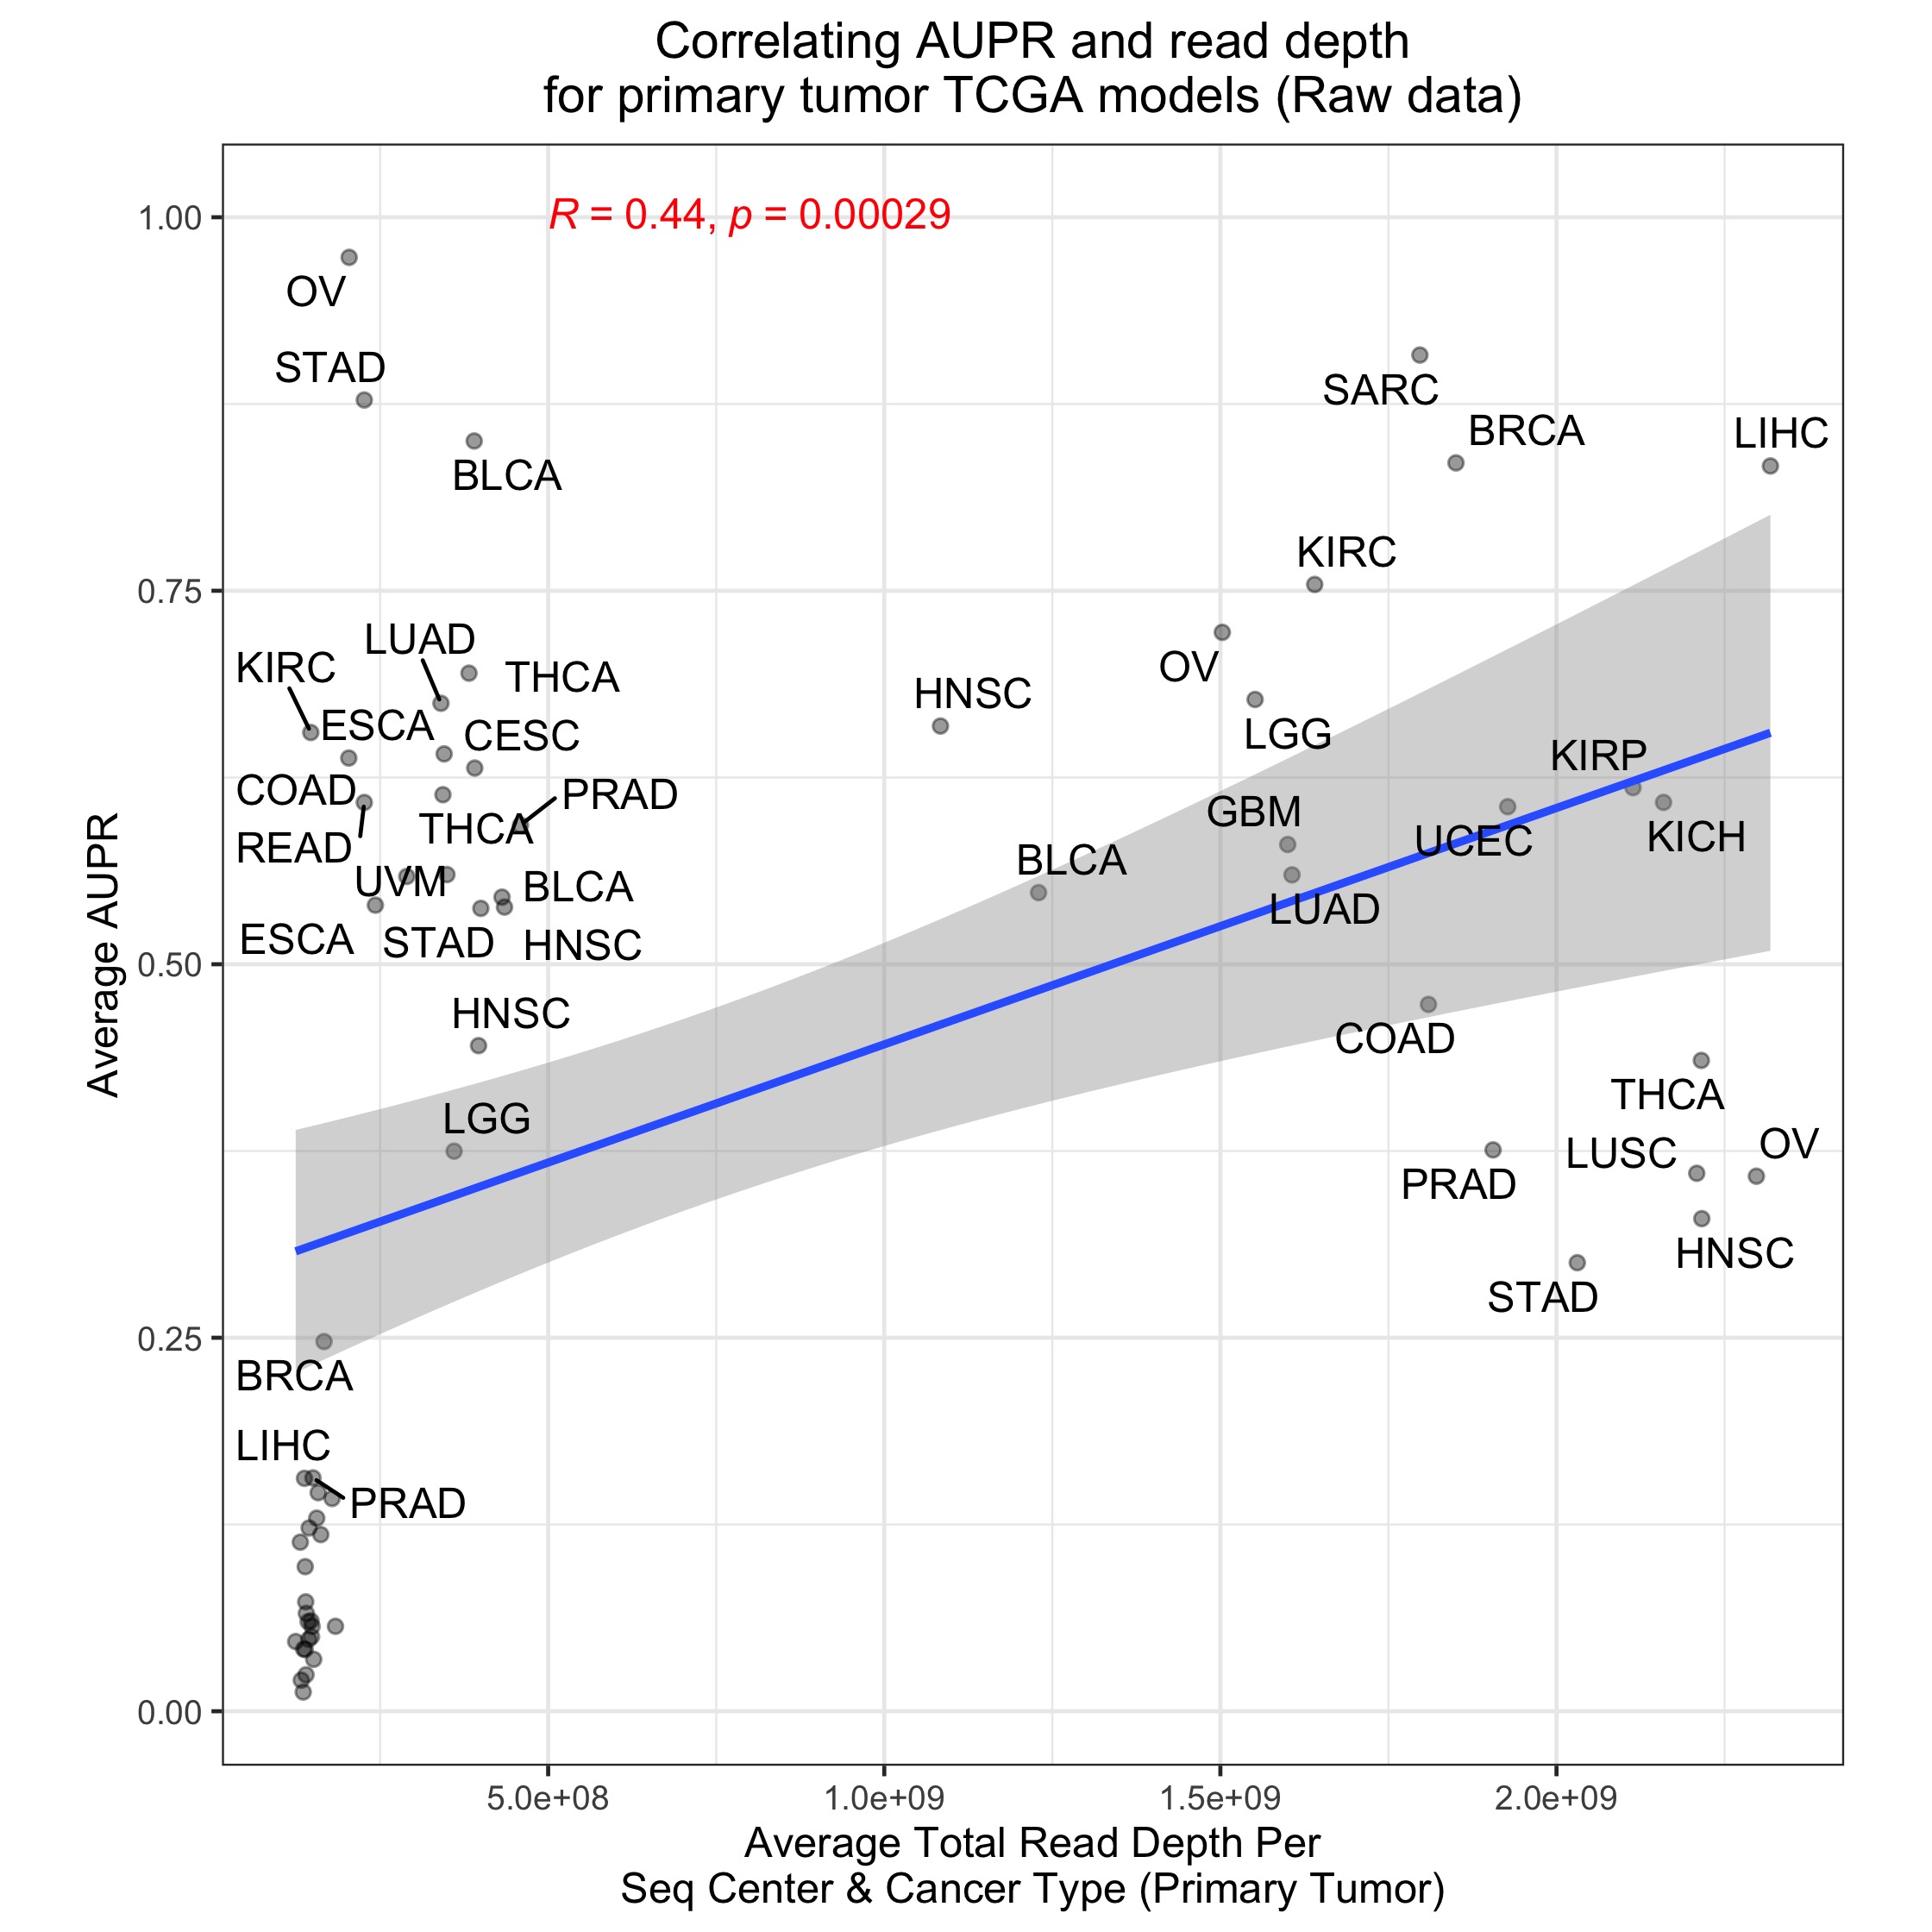 Correlating AUPR and read depth
for primary tumor TCGA models (Raw data)
R = 0.44, p = 0.00029
1.00
OV
STAD
SARC
BRCA
LIHC
BLCA
KIRC
0.75
LUAD
KIRC
THCA
OV
HNSC
ESCA
CESC
LGG
KIRP
COAD
PRAD
GBM
THCA
KICH
READ
UCEC
BLCA
UVM
BLCA
LUAD
ESCA
STAD
HNSC
0.50
HNSC
COAD
THCA
LGG
OV
LUSC
PRAD
HNSC
STAD
0.25
BRCA
LIHC
PRAD
0.00
Average AUPR
5.0e+08
1.0e+09
1.5e+09
2.0e+09
Average Total Read Depth Per
Seq Center & Cancer Type (Primary Tumor)